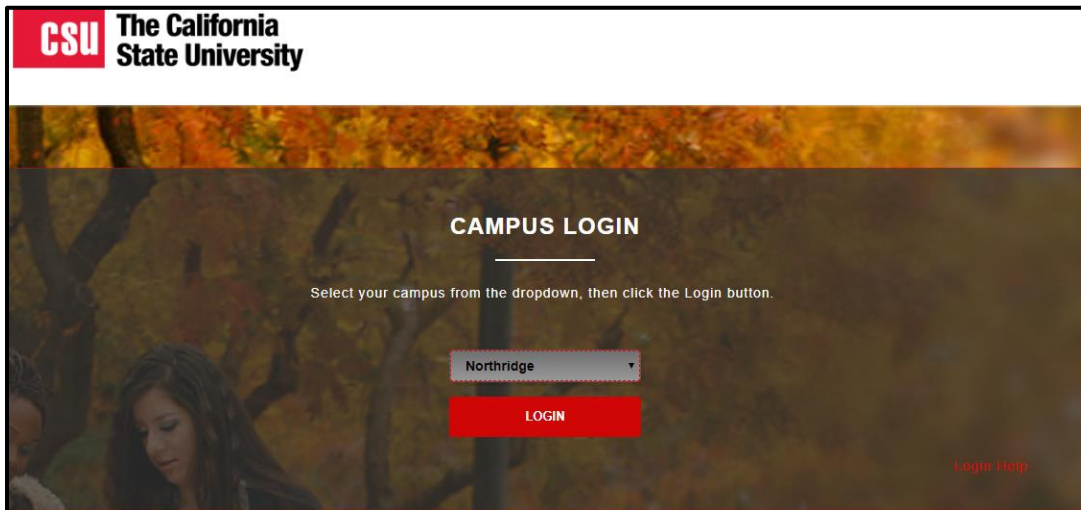 CSU
The California
State University
CAMPUS LOGIN
Select your campus from the dropdown, then click the Login button.
Northridge
LOGIN
Login Help